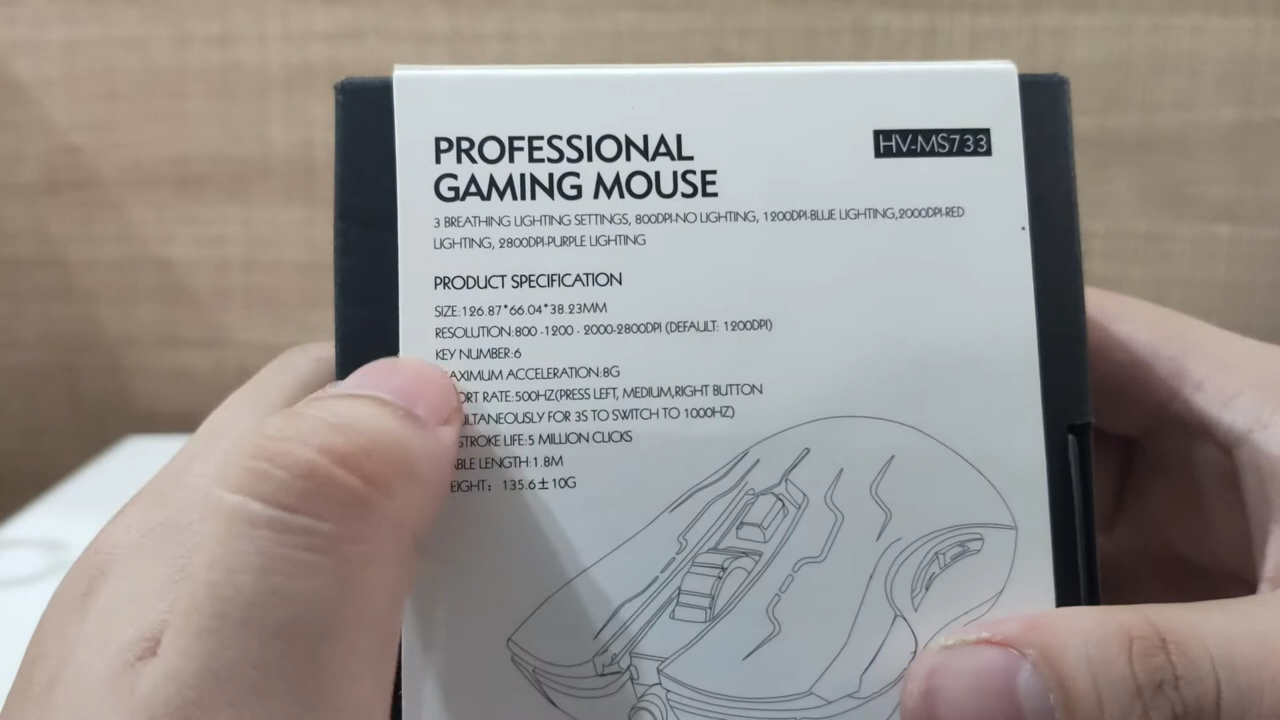 PROFESSIONAL
GAMING MOUSE
HV-MS733
3 BREATHING LIGHTING SETTINGS, 800DPI-NO LIGHTING, 1200DPI-BLUE LIGHTING,2000DPI-RED
LIGHTING, 2800DPI-PURPLE LIGHTING
PRODUCT SPECIFICATION
SIZE:126.87*66.04*38.23MM
RESOLUTION:800 -1200 - 2000-2800DPI (DEFAULT: 1200DPI)
KEY NUMBER:6
AXIMUM ACCELERATION:8G
ORT RATE:500HZ(PRESS LEFT, MEDIUM,RIGHT BUTTON
ULTANEOUSLY FOR 3S TO SWITCH TO 1000HZ)
STROKE LIFE:5 MILLION CLICKS
BLE LENGTH:1.8M
EIGHT: 135.6±10G